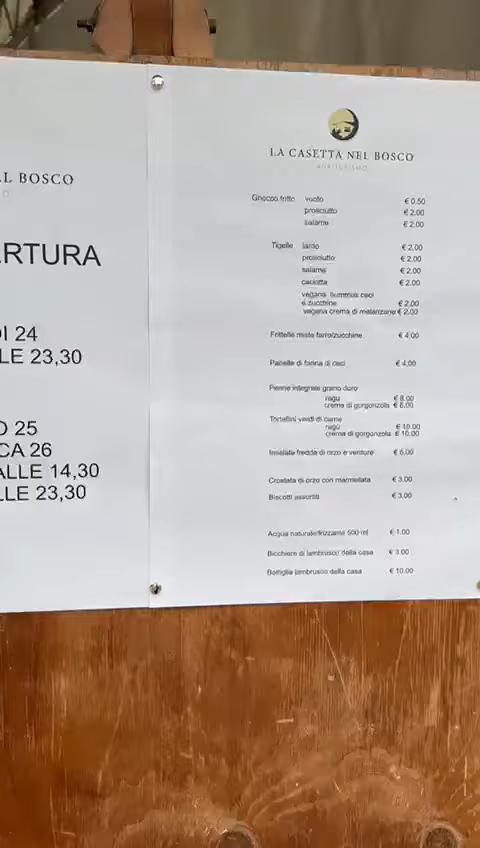 EL BOSCO
ERTURA
DI 24
LLE 23,30
O 25
CA 26
ALLE 14,30
LLE 23,30
LA CASETTA NEL BOSCO
AGRITURISMO
Gnocco fritto vuoto € 0.50
prosciutto € 2.00
salame € 2.00
Tigelle lardo € 2.00
prosciutto € 2.00
salame € 2.00
caciotta € 2.00
vegana hummus ceci
e zucchine € 2.00
vegana crema di melanzane € 2.00
Frittelle miste farro/zucchine € 4.00
Panelle di farina di ceci € 4.00
Penne integrale grano duro
ragu € 8.00
crema di gorgonzola € 8.00
Tortellini verdi di carne
ragù € 10.00
crema di gorgonzola € 10.00
Insalata fredda di orzo e verdure € 6.00
Crostata di orzo con marmellata € 3.00
Biscotti assortiti € 3.00
Acqua naturale/frizzante 500 ml € 1.00
Bicchiere di lambrusco della casa € 3.00
Bottiglia lambrusco della casa € 10.00